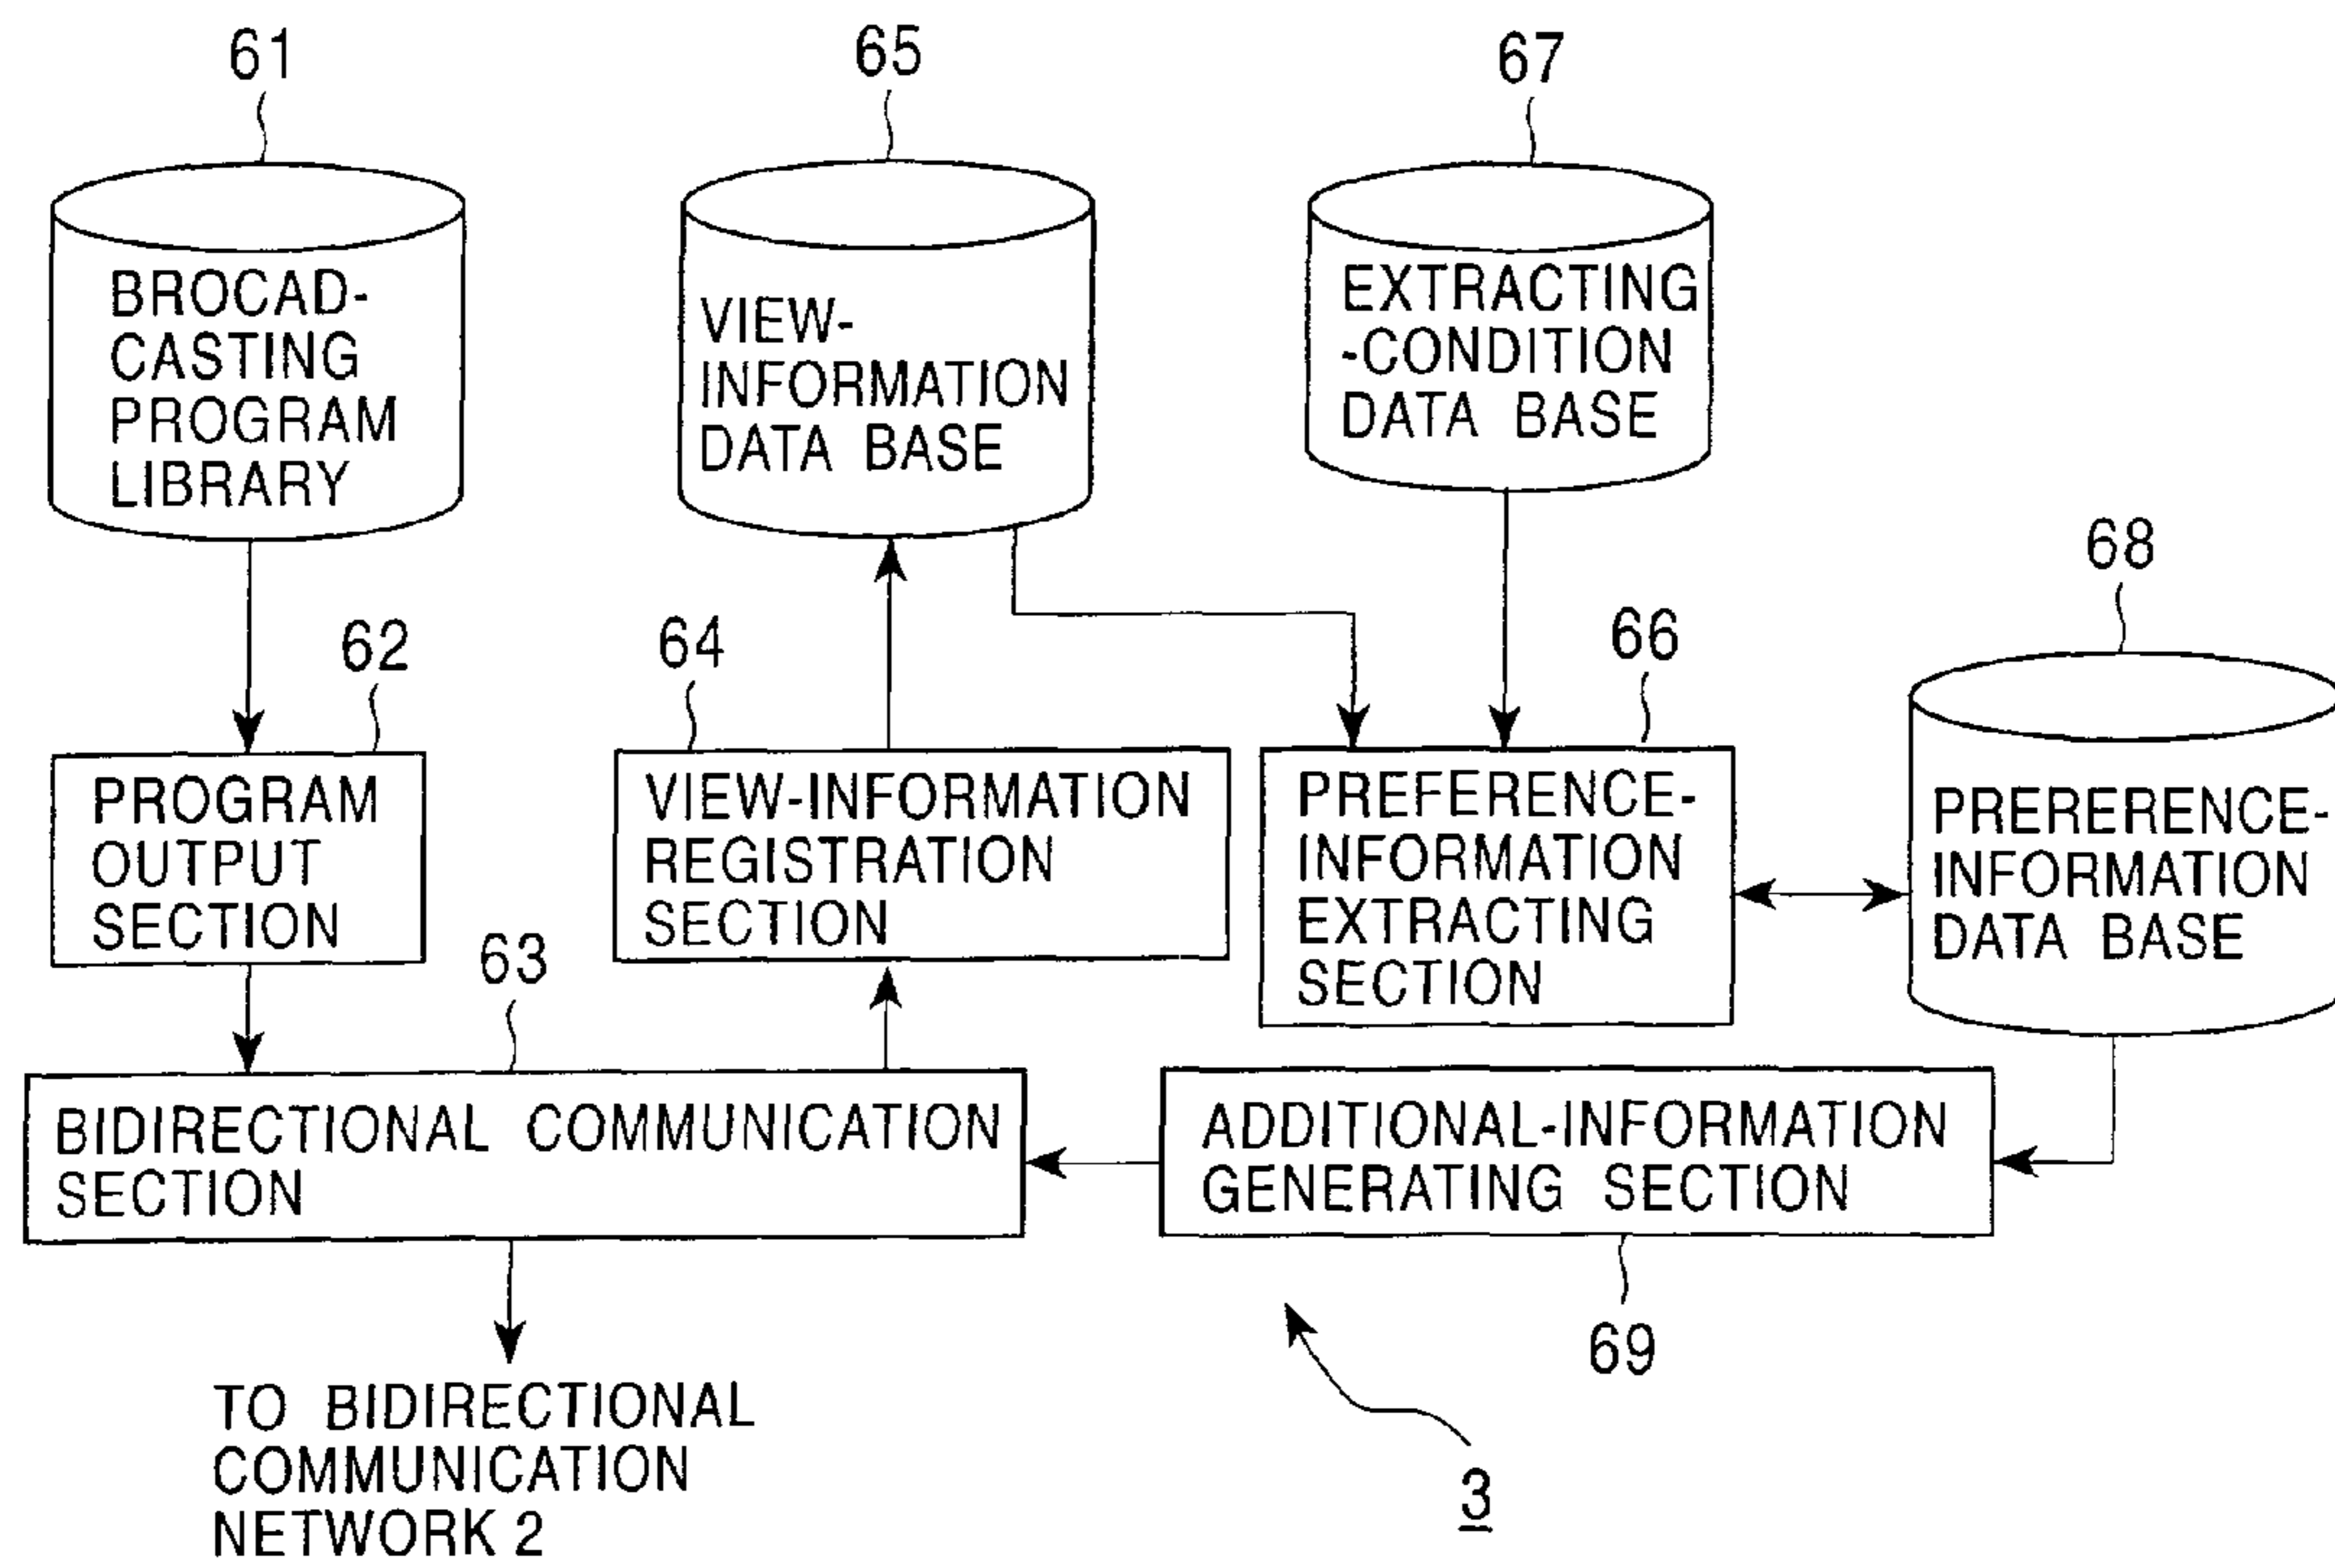 61
65
67
BROCAD-
CASTING
PROGRAM
LIBRARY
VIEW-
INFORMATION
DATA BASE
EXTRACTING
-CONDITION
DATA BASE
68
62
64
66
PROGRAM
OUTPUT
SECTION
VIEW-INFORMATION
REGISTRATION
SECTION
PREFERENCE-
INFORMATION
EXTRACTING
SECTION
PRERERENCE-
INFORMATION
DATA BASE
63
BIDIRECTIONAL COMMUNICATION
SECTION
ADDITIONAL-INFORMATION
GENERATING SECTION
69
TO BIDIRECTIONAL
COMMUNICATION
NETWORK 2
3